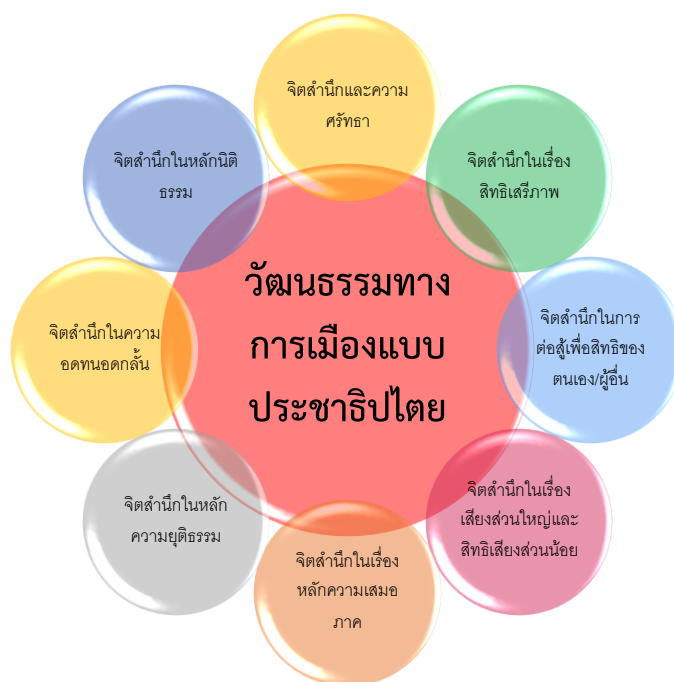 จิตสำนึกและความ
ศรัทธา
จิตสำนึกในเรื่อง
สิทธิเสรีภาพ
จิตสำนึกในการ
ต่อสู้เพื่อสิทธิของ
ตนเอง/ผู้อื่น
จิตสำนึกในเรื่อง
เสียงส่วนใหญ่และ
สิทธิเสียงส่วนน้อย
จิตสำนึกในเรื่อง
หลักความเสมอ
ภาค
จิตสำนึกในหลัก
ความยุติธรรม
จิตสำนึกในความ
อดทนอดกลั้น
จิตสำนึกในหลักนิติ
ธรรม
วัฒนธรรมทาง
การเมืองแบบ
ประชาธิปไตย